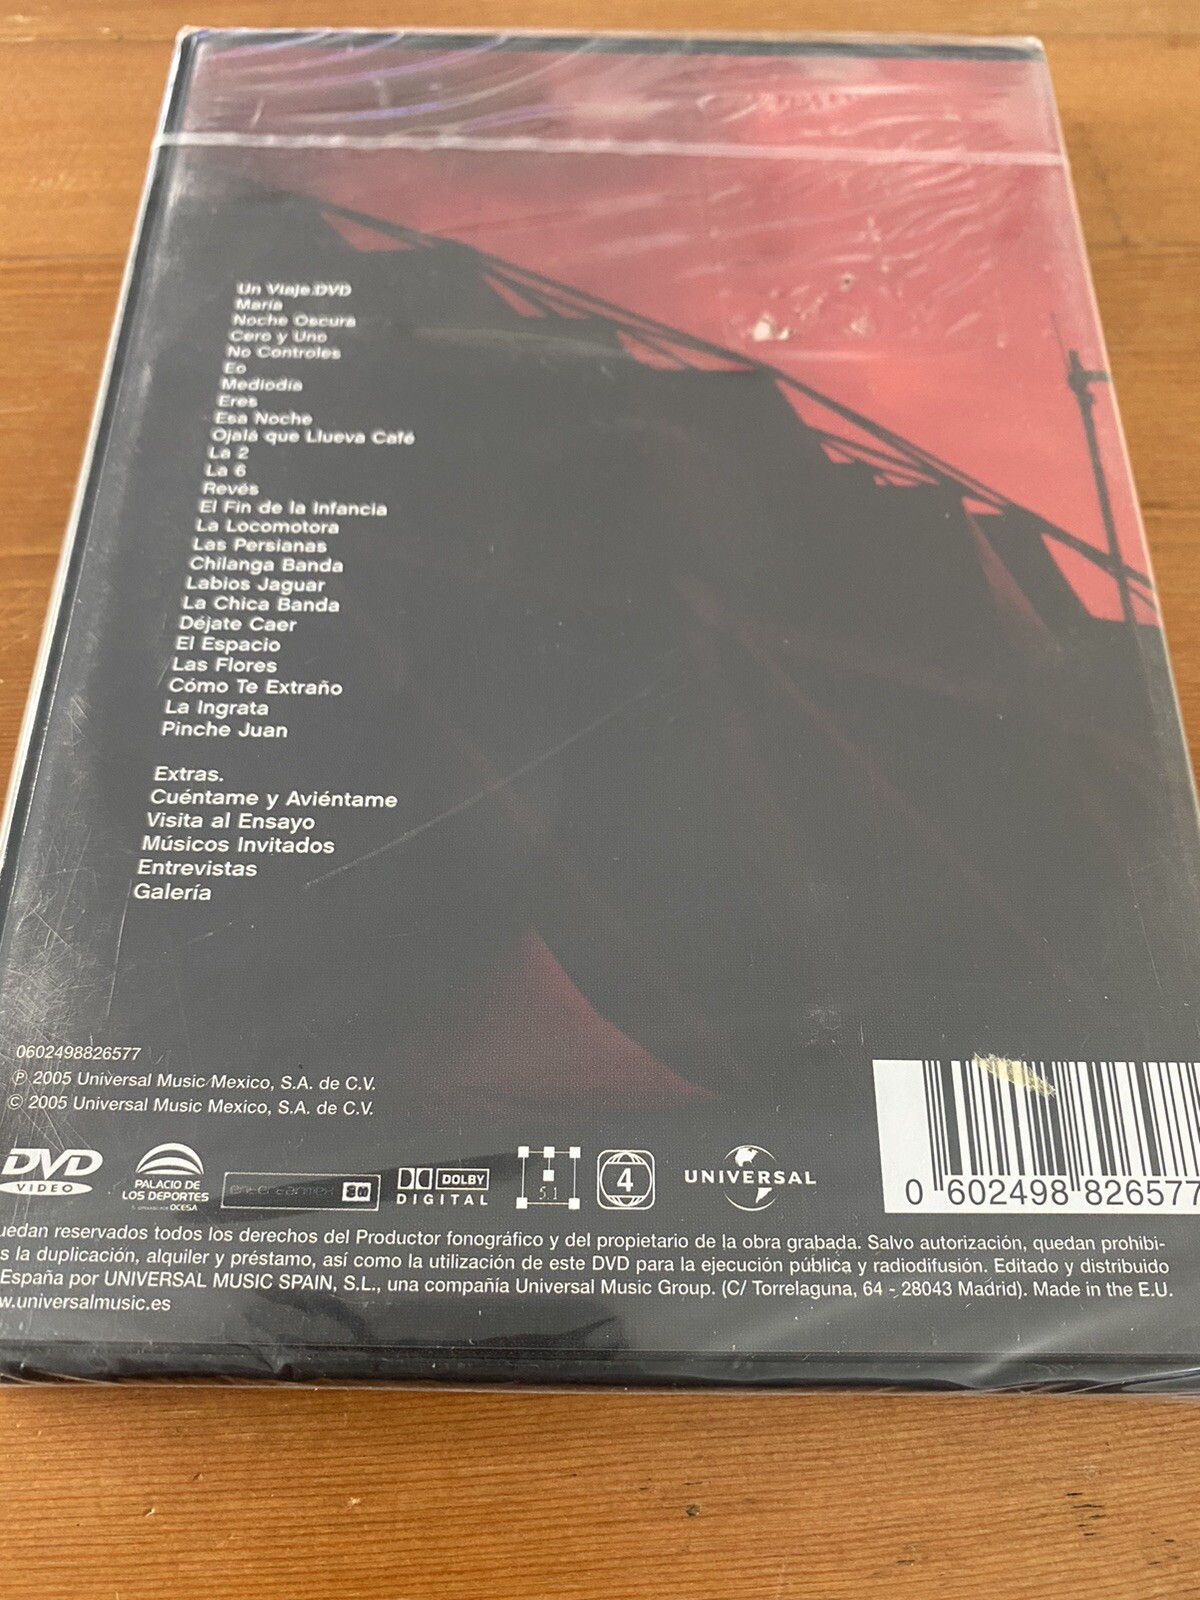 Un Viaje.DVD
María
Noche Oscura
Cero y Uno
No Controles
Eo
Mediodía
Eres
Esa Noche
Ojalá que Llueva Café
La 2
La 6
Revés
El Fin de la Infancia
La Locomotora
Las Persianas
Chilanga Banda
Labios Jaguar
La Chica Banda
Déjate Caer
El Espacio
Las Flores
Cómo Te Extraño
La Ingrata
Pinche Juan
Extras.
Cuéntame y Aviéntame
Visita al Ensayo
Músicos Invitados
Entrevistas
Galería
0602498826577
℗ 2005 Universal Music Mexico, S.A. de C.V.
© 2005 Universal Music Mexico, S.A. de C.V.
DVD
VIDEO
PALACIO DE
LOS DEPORTES
OCESA
DOLBY
DIGITAL
5.1
4
UNIVERSAL
0 602498 826577
uedan reservados todos los derechos del Productor fonográfico y del propietario de la obra grabada. Salvo autorización, quedan prohibi-
s la duplicación, alquiler y préstamo, así como la utilización de este DVD para la ejecución pública y radiodifusión. Editado y distribuido
España por UNIVERSAL MUSIC SPAIN, S.L., una compañía Universal Music Group. (C/ Torrelaguna, 64 - 28043 Madrid). Made in the E.U.
w.universalmusic.es